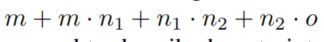 m + m · n₁ + n₁ · n₂ + n₂ · o